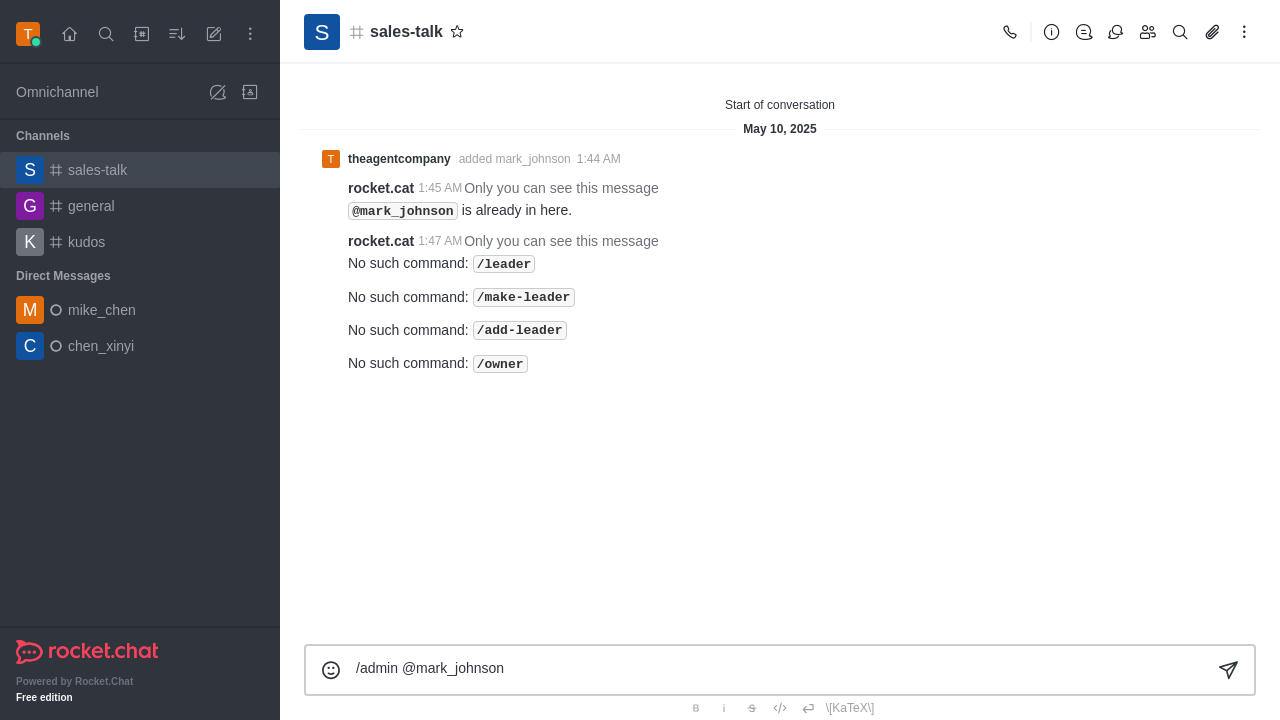 T
Omnichannel
Channels
S sales-talk
G general
K kudos
Direct Messages
M mike_chen
C chen_xinyi
rocket.chat
Powered by Rocket.Chat
Free edition
S sales-talk
Start of conversation
May 10, 2025
T theagentcompany added mark_johnson 1:44 AM
rocket.cat 1:45 AM Only you can see this message
@mark_johnson is already in here.
rocket.cat 1:47 AM Only you can see this message
No such command: /leader
No such command: /make-leader
No such command: /add-leader
No such command: /owner
/admin @mark_johnson
B i S </> \[KaTeX\]